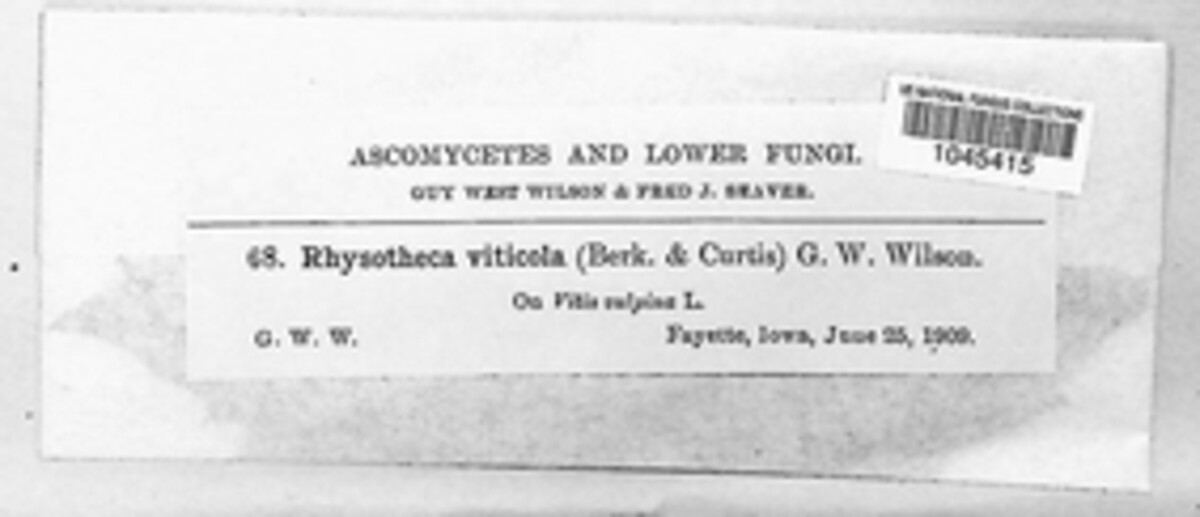 US NATIONAL FUNGUS COLLECTIONS
1045415
ASCOMYCETES AND LOWER FUNGI.
GUY WEST WILSON & FRED J. SEAVER.
68. Rhysotheca viticola (Berk. & Curtis) G. W. Wilson.
On Vitis vulpina L.
G. W. W. Fayette, Iowa, June 25, 1909.